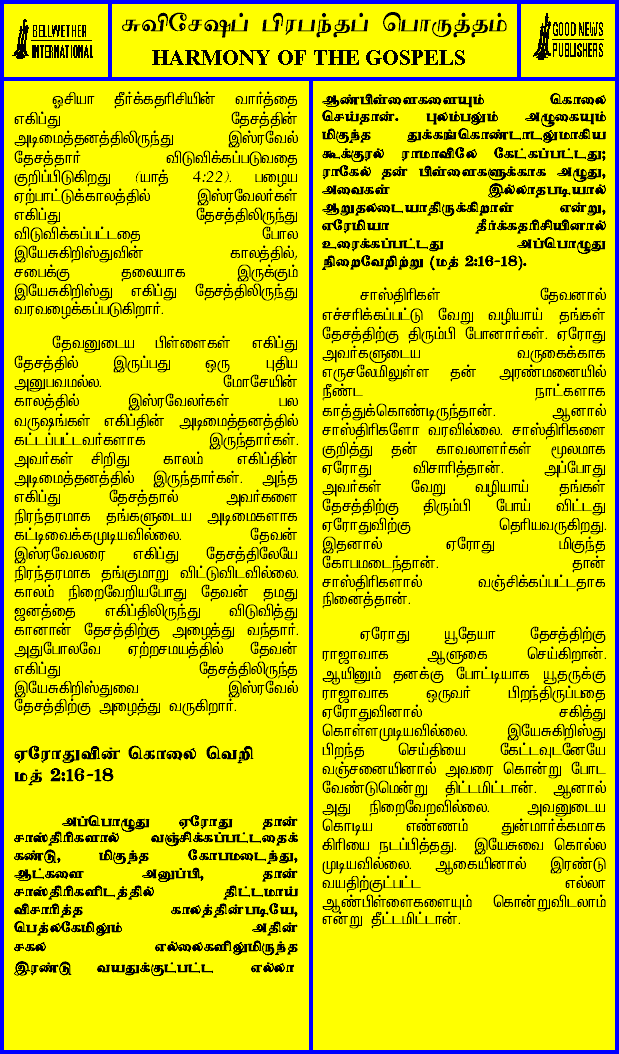 BELLWETHER
INTERNATIONAL
சுவிசேஷப் பிரபந்தப் பொருத்தம்
HARMONY OF THE GOSPELS
GOOD NEWS
PUBLISHERS
ஓசியா தீர்க்கதரிசியின் வார்த்தை
எகிப்து தேசத்தின்
அடிமைத்தனத்திலிருந்து இஸ்ரவேல்
தேசத்தார் விடுவிக்கப்படுவதை
குறிப்பிடுகிறது (யாத் 4:22). பழைய
ஏற்பாட்டுக்காலத்தில் இஸ்ரவேலர்கள்
எகிப்து தேசத்திலிருந்து
விடுவிக்கப்பட்டதை போல
இயேசுகிறிஸ்துவின் காலத்தில்,
சபைக்கு தலையாக இருக்கும்
இயேசுகிறிஸ்து எகிப்து தேசத்திலிருந்து
வரவழைக்கப்படுகிறார்.
தேவனுடைய பிள்ளைகள் எகிப்து
தேசத்தில் இருப்பது ஒரு புதிய
அனுபவமல்ல. மோசேயின்
காலத்தில் இஸ்ரவேலர்கள் பல
வருஷங்கள் எகிப்தின் அடிமைத்தனத்தில்
கட்டப்பட்டவர்களாக இருந்தார்கள்.
அவர்கள் சிறிது காலம் எகிப்தின்
அடிமைத்தனத்தில் இருந்தார்கள். அந்த
எகிப்து தேசத்தால் அவர்களை
நிரந்தரமாக தங்களுடைய அடிமைகளாக
கட்டிவைக்கமுடியவில்லை. தேவன்
இஸ்ரவேலரை எகிப்து தேசத்திலேயே
நிரந்தரமாக தங்குமாறு விட்டுவிடவில்லை.
காலம் நிறைவேறியபோது தேவன் தமது
ஜனத்தை எகிப்திலிருந்து விடுவித்து
கானான் தேசத்திற்கு அழைத்து வந்தார்.
அதுபோலவே ஏற்றசமயத்தில் தேவன்
எகிப்து தேசத்திலிருந்த
இயேசுகிறிஸ்துவை இஸ்ரவேல்
தேசத்திற்கு அழைத்து வருகிறார்.
ஏரோதுவின் கொலை வெறி
மத் 2:16-18
அப்பொழுது ஏரோது தான்
சாஸ்திரிகளால் வஞ்சிக்கப்பட்டதைக்
கண்டு, மிகுந்த கோபமடைந்து,
ஆட்களை அனுப்பி, தான்
சாஸ்திரிகளிடத்தில் திட்டமாய்
விசாரித்த காலத்தின்படியே,
பெத்லகேமிலும் அதின்
சகல எல்லைகளிலுமிருந்த
இரண்டு வயதுக்குட்பட்ட எல்லா
ஆண்பிள்ளைகளையும் கொலை
செய்தான். புலம்பலும் அழுகையும்
மிகுந்த துக்கங்கொண்டாடலுமாகிய
கூக்குரல் ராமாவிலே கேட்கப்பட்டது;
ராகேல் தன் பிள்ளைகளுக்காக அழுது,
அவைகள் இல்லாதபடியால்
ஆறுதலடையாதிருக்கிறாள் என்று,
எரேமியா தீர்க்கதரிசியினால்
உரைக்கப்பட்டது அப்பொழுது
நிறைவேறிற்று (மத் 2:16-18).
சாஸ்திரிகள் தேவனால்
எச்சரிக்கப்பட்டு வேறு வழியாய் தங்கள்
தேசத்திற்கு திரும்பி போனார்கள். ஏரோது
அவர்களுடைய வருகைக்காக
எருசலேமிலுள்ள தன் அரண்மனையில்
நீண்ட நாட்களாக
காத்துக்கொண்டிருந்தான். ஆனால்
சாஸ்திரிகளோ வரவில்லை. சாஸ்திரிகளை
குறித்து தன் காவலாளர்கள் மூலமாக
ஏரோது விசாரித்தான். அப்போது
அவர்கள் வேறு வழியாய் தங்கள்
தேசத்திற்கு திரும்பி போய் விட்டது
ஏரோதுவிற்கு தெரியவருகிறது.
இதனால் ஏரோது மிகுந்த
கோபமடைந்தான். தான்
சாஸ்திரிகளால் வஞ்சிக்கப்பட்டதாக
நினைத்தான்.
ஏரோது யூதேயா தேசத்திற்கு
ராஜாவாக ஆளுகை செய்கிறான்.
ஆயினும் தனக்கு போட்டியாக யூதருக்கு
ராஜாவாக ஒருவர் பிறந்திருப்பதை
ஏரோதுவினால் சகித்து
கொள்ளமுடியவில்லை. இயேசுகிறிஸ்து
பிறந்த செய்தியை கேட்டவுடனேயே
வஞ்சனையினால் அவரை கொன்று போட
வேண்டுமென்று திட்டமிட்டான். ஆனால்
அது நிறைவேறவில்லை. அவனுடைய
கொடிய எண்ணம் துன்மார்க்கமாக
கிரியை நடப்பித்தது. இயேசுவை கொல்ல
முடியவில்லை. ஆகையினால் இரண்டு
வயதிற்குட்பட்ட எல்லா
ஆண்பிள்ளைகளையும் கொன்றுவிடலாம்
என்று தீட்டமிட்டான்.